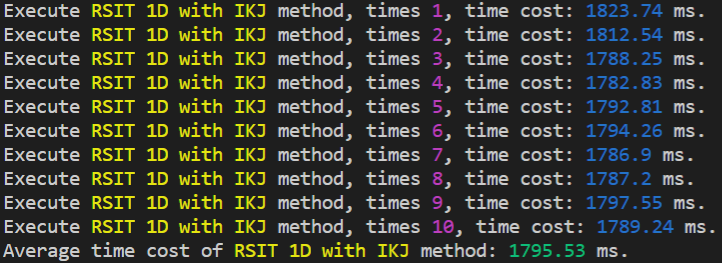 Execute RSIT 1D with IKJ method, times 1, time cost: 1823.74 ms.
Execute RSIT 1D with IKJ method, times 2, time cost: 1812.54 ms.
Execute RSIT 1D with IKJ method, times 3, time cost: 1788.25 ms.
Execute RSIT 1D with IKJ method, times 4, time cost: 1782.83 ms.
Execute RSIT 1D with IKJ method, times 5, time cost: 1792.81 ms.
Execute RSIT 1D with IKJ method, times 6, time cost: 1794.26 ms.
Execute RSIT 1D with IKJ method, times 7, time cost: 1786.9 ms.
Execute RSIT 1D with IKJ method, times 8, time cost: 1787.2 ms.
Execute RSIT 1D with IKJ method, times 9, time cost: 1797.55 ms.
Execute RSIT 1D with IKJ method, times 10, time cost: 1789.24 ms.
Average time cost of RSIT 1D with IKJ method: 1795.53 ms.